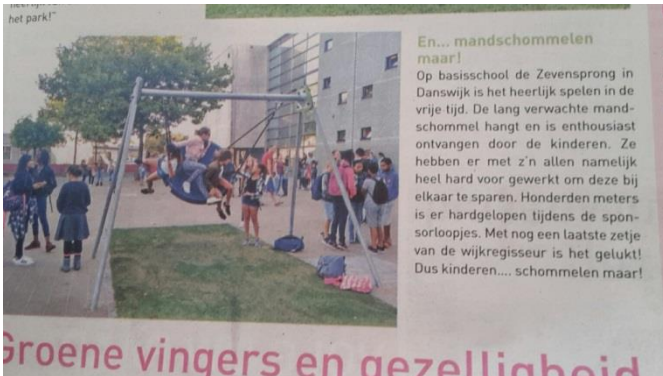 het park!”
En... mandschommelen
maar!
Op basisschool de Zevensprong in
Danswijk is het heerlijk spelen in de
vrije tijd. De lang verwachte mand-
schommel hangt en is enthousiast
ontvangen door de kinderen. Ze
hebben er met z'n allen namelijk
heel hard voor gewerkt om deze bij
elkaar te sparen. Honderden meters
is er hardgelopen tijdens de spon-
sorloopjes. Met nog een laatste zetje
van de wijkregisseur is het gelukt!
Dus kinderen.... schommelen maar!
Groene vingers en gezelligheid